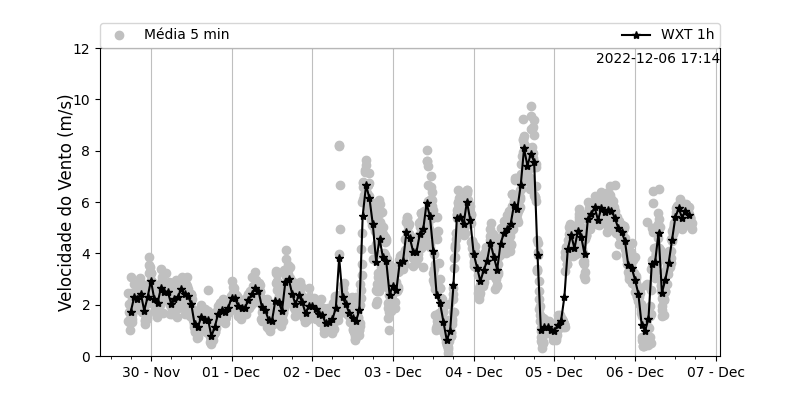 Média 5 min
WXT 1h
2022-12-06 17:14
Velocidade do Vento (m/s)
12
10
8
6
4
2
0
30 - Nov 01 - Dec 02 - Dec 03 - Dec 04 - Dec 05 - Dec 06 - Dec 07 - Dec